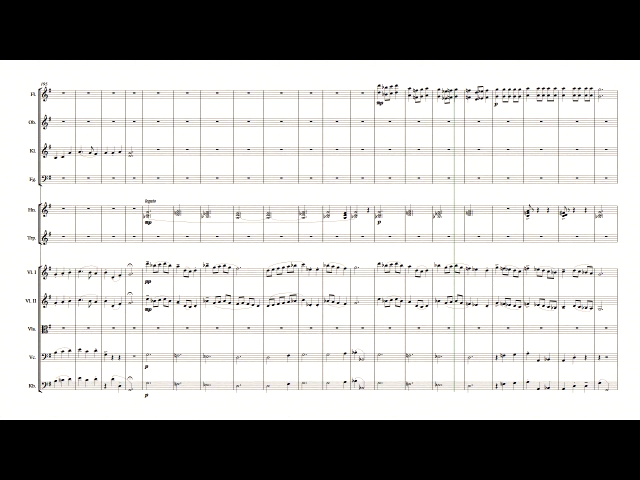 Fl.
mp
p
Ob.
Kl.
Fg.
legato
Hn.
mp
p
Trp.
Vl. I
pp
Vl. II
mp
Vla.
Vc.
p
Kb.
p